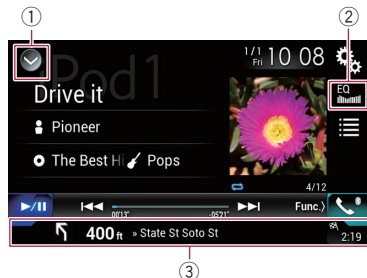 ① ②
iPod1
1/1 Fri 10 08
EQ
Drive it
Pioneer
The Best Hi Pops
4/12
00'13" -05'21" Func.
400 ft » State St Soto St
2:19
③